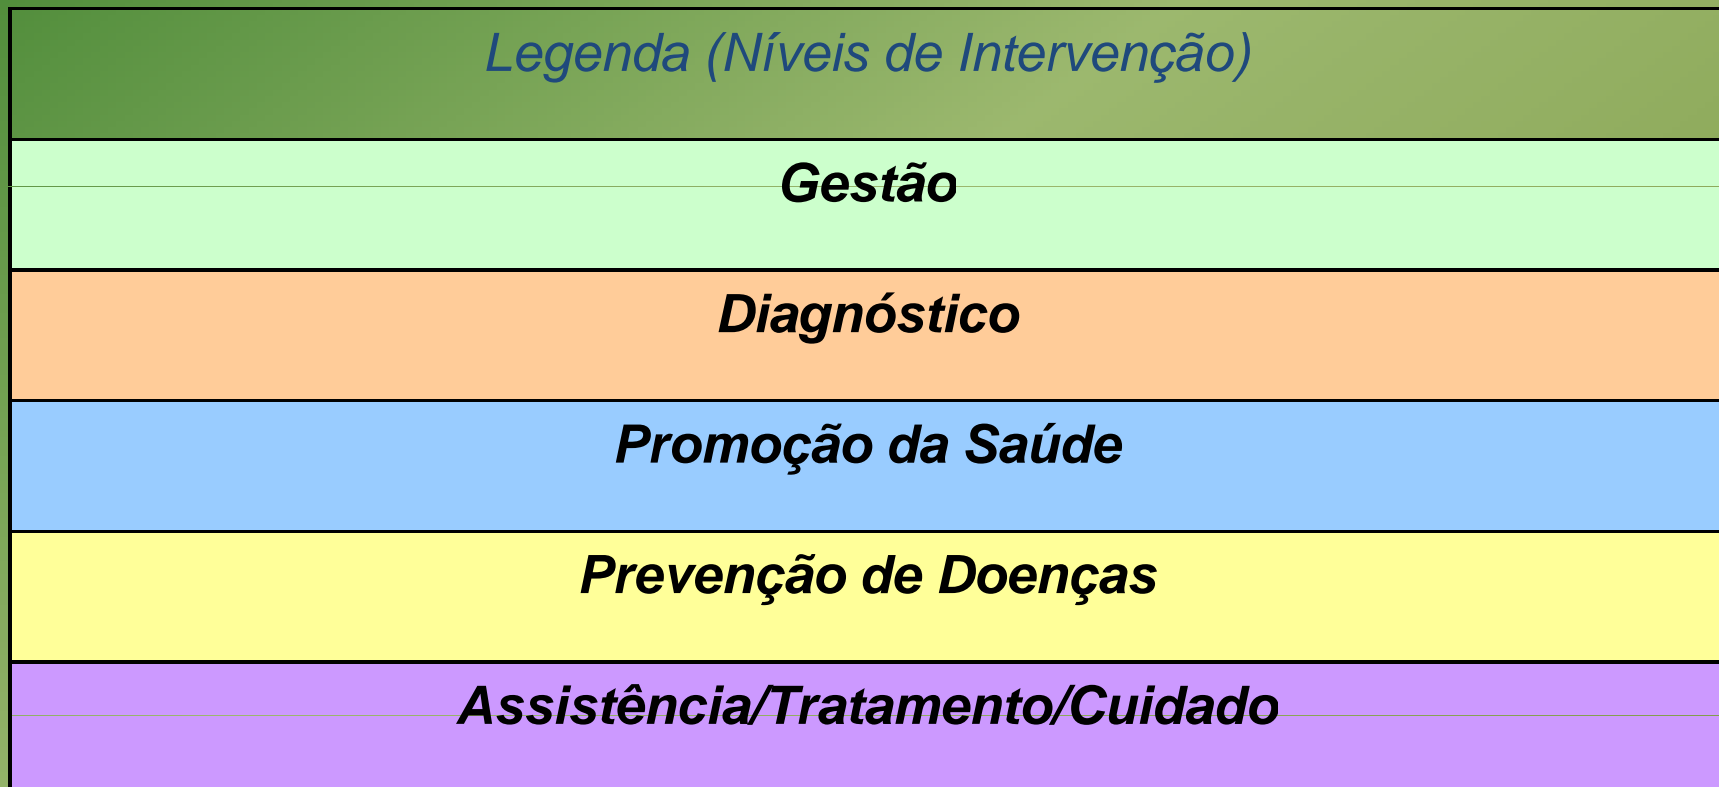 Legenda (Níveis de Intervenção)
Gestão
Diagnóstico
Promoção da Saúde
Prevenção de Doenças
Assistência/Tratamento/Cuidado